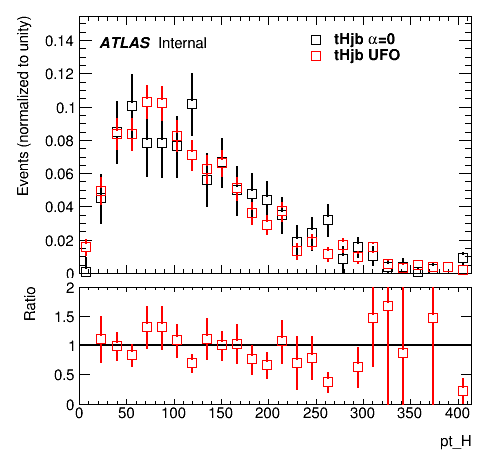 ATLAS Internal
tHjb α=0
tHjb UFO
Events (normalized to unity)
0.14
0.12
0.1
0.08
0.06
0.04
0.02
0
Ratio
2
1.5
1
0.5
0
0 50 100 150 200 250 300 350 400
pt_H